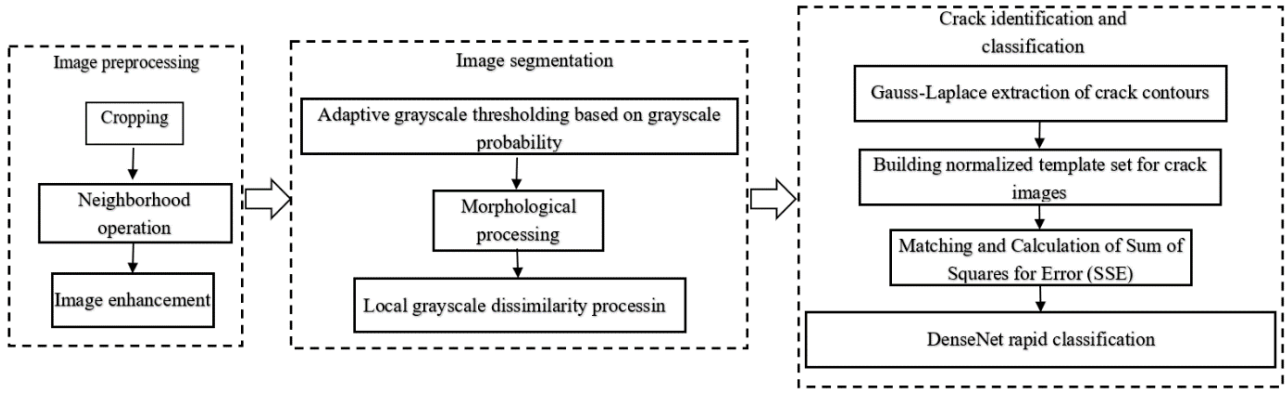 Image preprocessing
Cropping
Neighborhood
operation
Image enhancement
Image segmentation
Adaptive grayscale thresholding based on grayscale
probability
Morphological
processing
Local grayscale dissimilarity processin
Crack identification and
classification
Gauss-Laplace extraction of crack contours
Building normalized template set for crack
images
Matching and Calculation of Sum of
Squares for Error (SSE)
DenseNet rapid classification